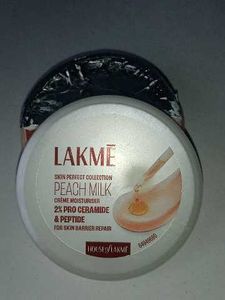 LAKMĒ
SKIN PERFECT COLLECTION
PEACH MILK
CRÈME MOISTURISER
2% PRO CERAMIDE
& PEPTIDE
FOR SKIN BARRIER REPAIR
HOUSE OF LAKMĒ